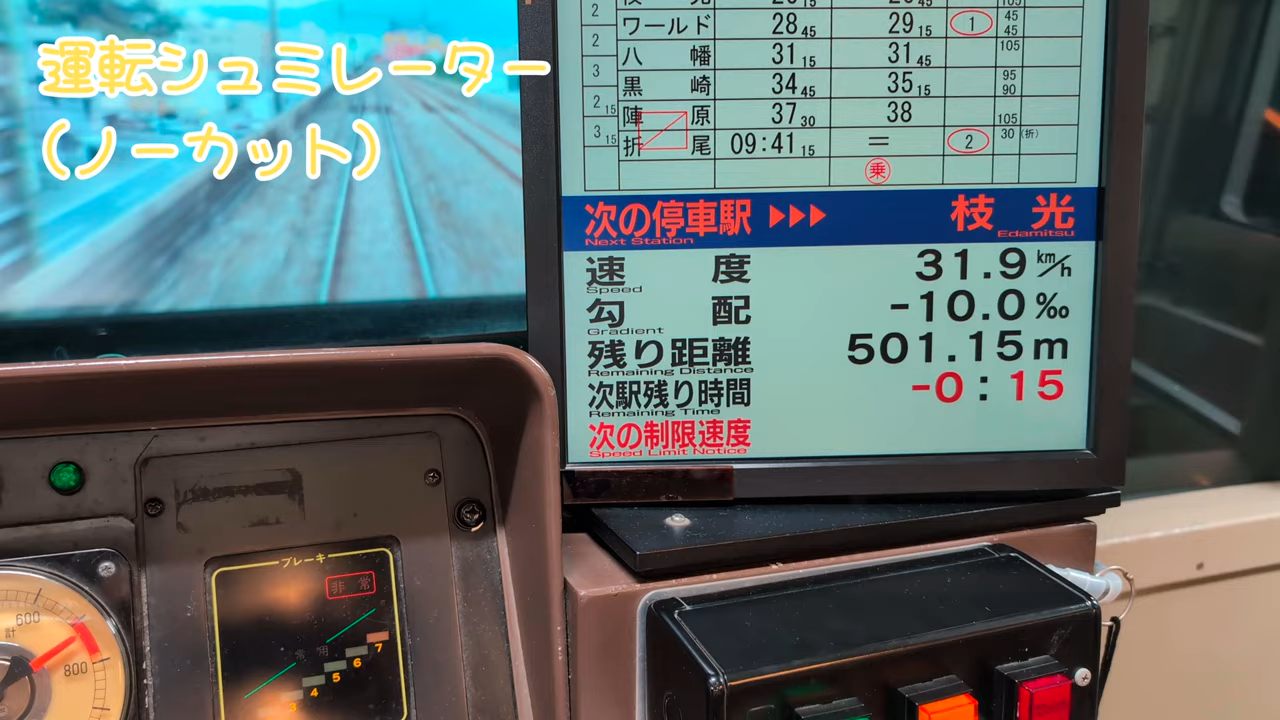 運転シュミレーター
(ノーカット)
2 ワールド 28 45 29 15 1 45 45
2 八幡 31 15 31 45 105
3 黒崎 34 45 35 15 95 90
2 15 陣原 37 30 38 105
3 15 折尾 09:41 15 = 2 30 (折)
乗
次の停車駅 ▶▶▶ 枝光
Next Station Edamitsu
速度 31.9 km/h
Speed
勾配 -10.0‰
Gradient
残り距離 501.15m
Remaining Distance
次駅残り時間 -0:15
Remaining Time
次の制限速度
Speed Limit Notice
ブレーキ
非常
常用
7
6
5
4
3
600
計
800